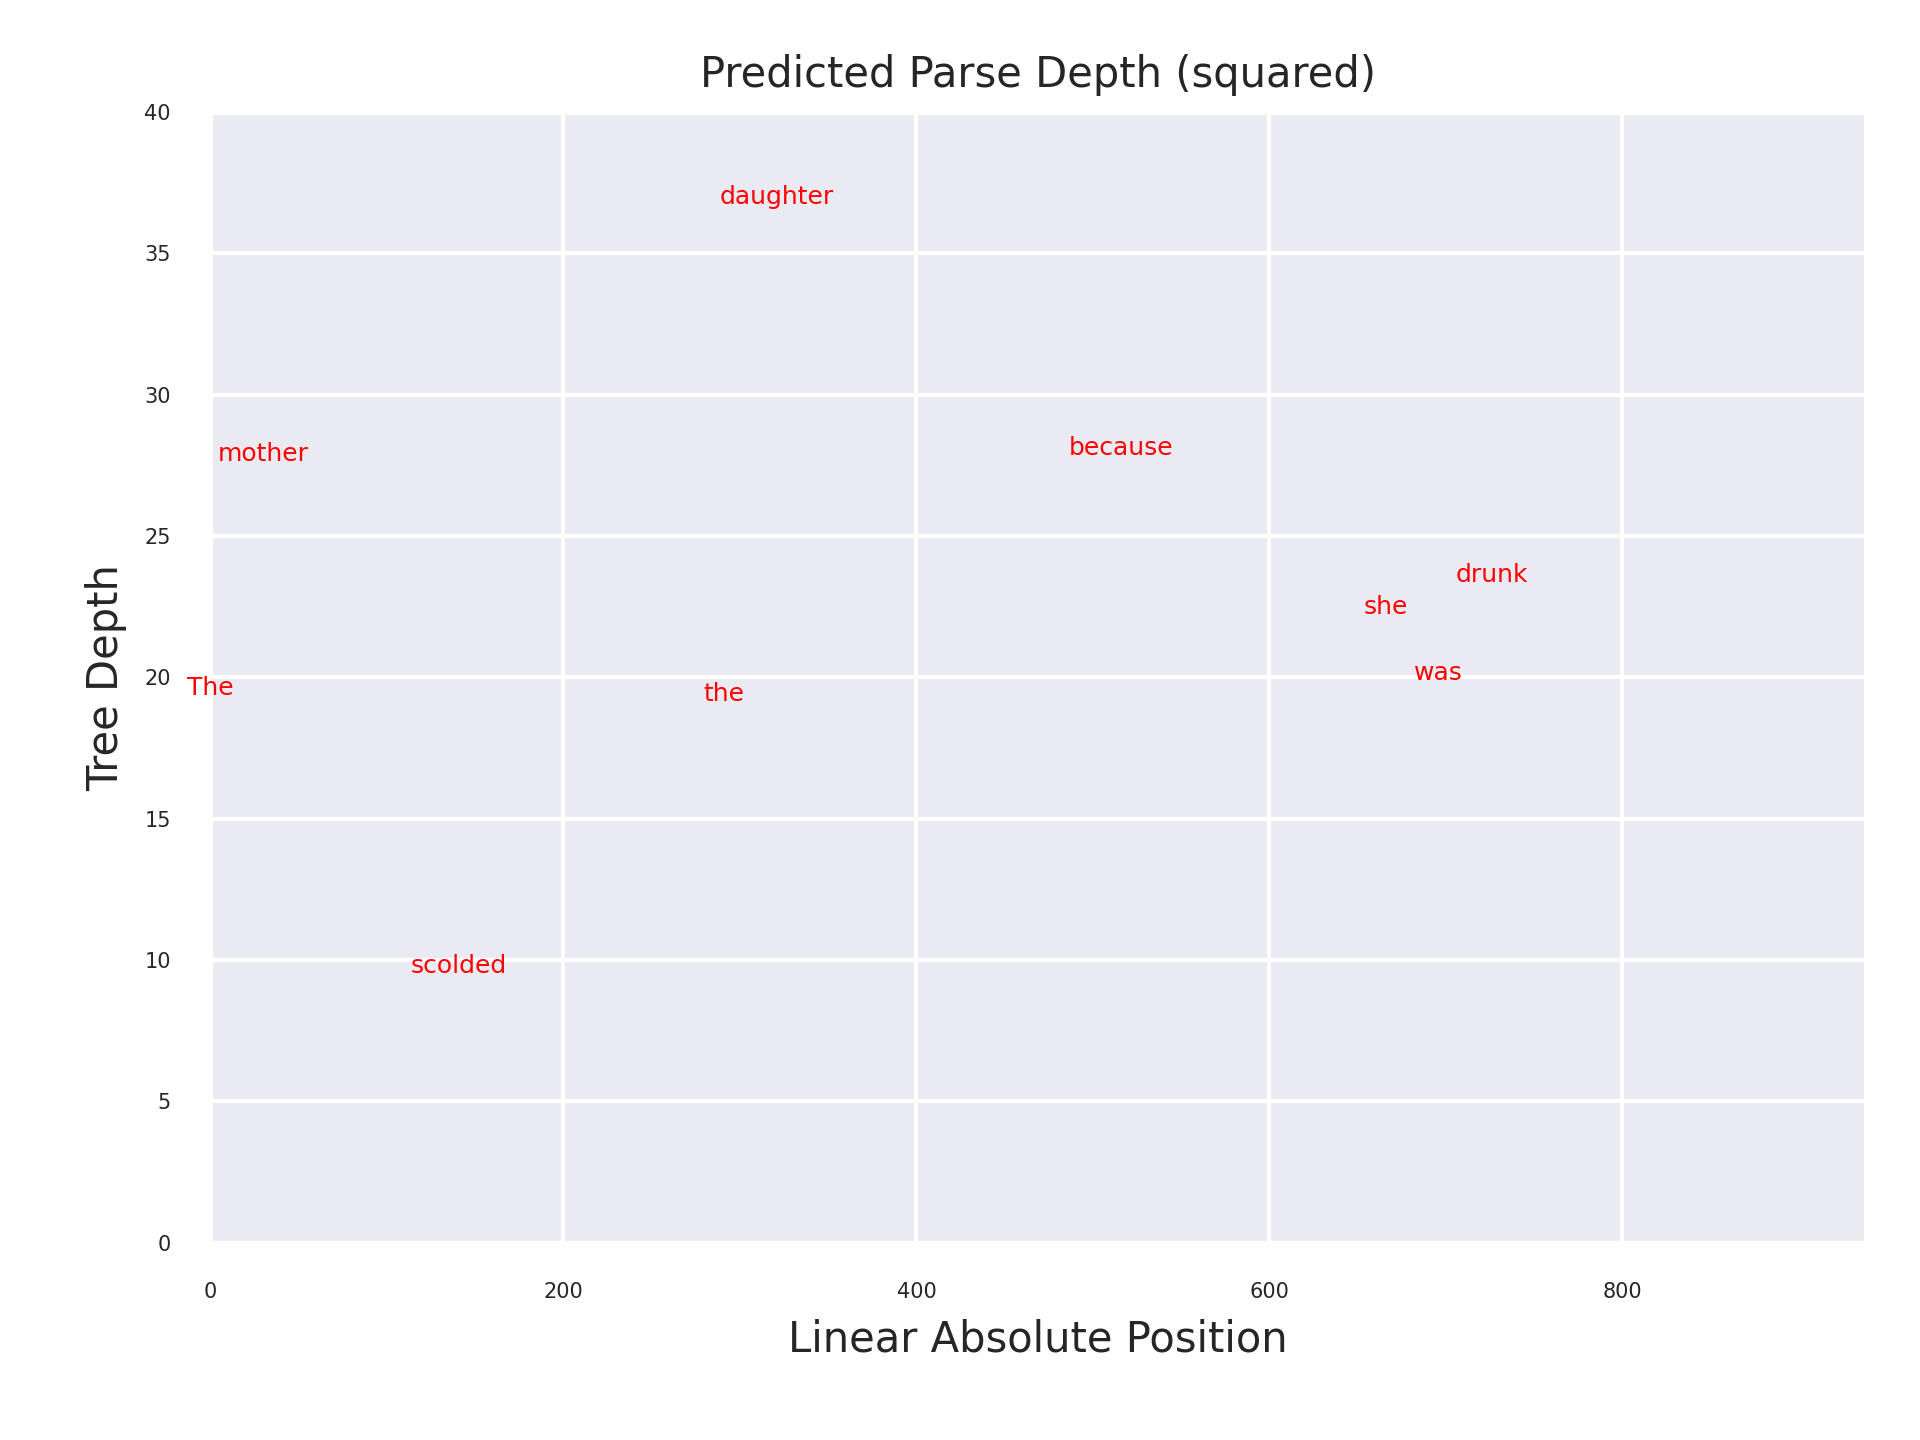 Predicted Parse Depth (squared)
40
daughter
35
30
mother
because
25
drunk
she
was
20
The
the
15
scolded
10
5
0
Tree Depth
0 200 400 600 800
Linear Absolute Position